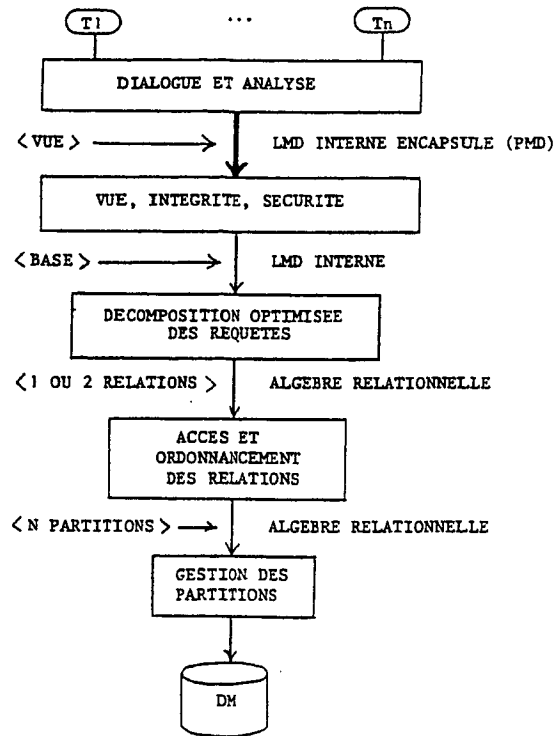 T1 ... Tn
DIALOGUE ET ANALYSE
<VUE> LMD INTERNE ENCAPSULE (PMD)
VUE, INTEGRITE, SECURITE
<BASE> LMD INTERNE
DECOMPOSITION OPTIMISEE
DES REQUETES
<1 OU 2 RELATIONS> ALGEBRE RELATIONNELLE
ACCES ET
ORDONNANCEMENT
DES RELATIONS
<N PARTITIONS> ALGEBRE RELATIONNELLE
GESTION DES
PARTITIONS
DM